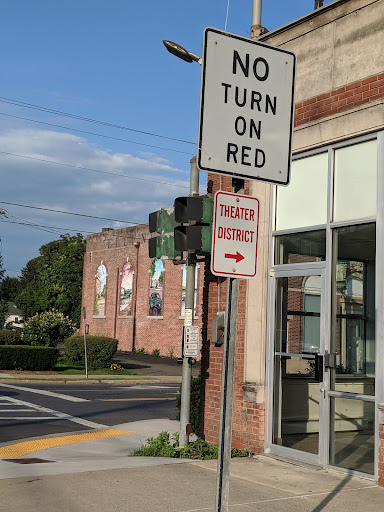 NO
TURN
ON
RED
THEATER
DISTRICT